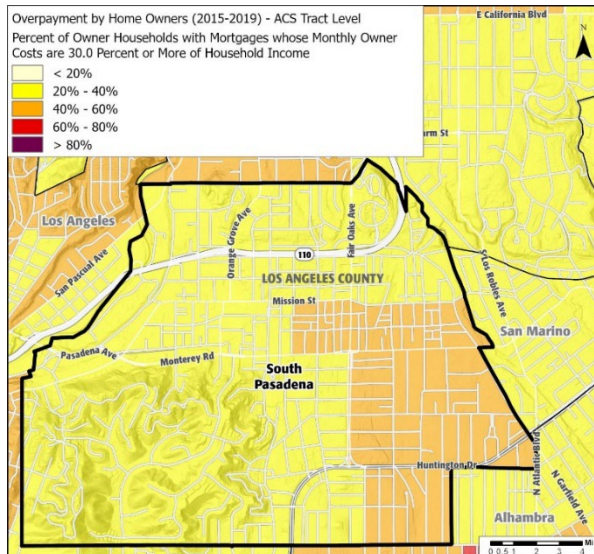 Overpayment by Home Owners (2015-2019) - ACS Tract Level
Percent of Owner Households with Mortgages whose Monthly Owner
Costs are 30.0 Percent or More of Household Income
< 20%
20% - 40%
40% - 60%
60% - 80%
> 80%
E California Blvd
Los Angeles
San Pascual Ave
Orange Grove Ave
Fair Oaks Ave
110
LOS ANGELES COUNTY
S Los Robles Ave
Mission St
San Marino
Pasadena Ave
Monterey Rd
South
Pasadena
Huntington Dr
N Atlantic Blvd
N Garfield Ave
Alhambra
0 0.5 1 2 3 4